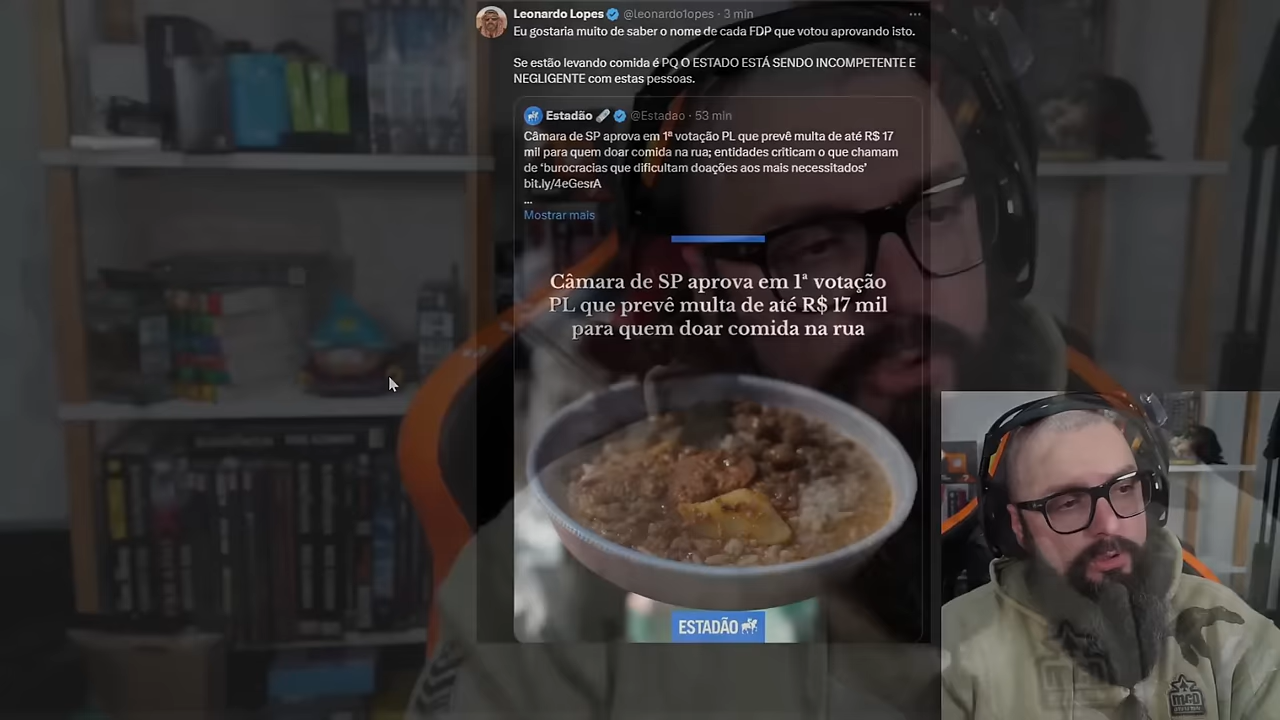 Leonardo Lopes @leonardo1opes · 3 min
Eu gostaria muito de saber o nome de cada FDP que votou aprovando isto.
Se estão levando comida é PQ O ESTADO ESTÁ SENDO INCOMPETENTE E
NEGLIGENTE com estas pessoas.
Estadão @Estadao · 53 min
Câmara de SP aprova em 1ª votação PL que prevê multa de até R$ 17
mil para quem doar comida na rua; entidades criticam o que chamam
de ‘burocracias que dificultam doações aos mais necessitados’
bit.ly/4eGesrA
...
Mostrar mais
Câmara de SP aprova em 1ª votação
PL que prevê multa de até R$ 17 mil
para quem doar comida na rua
ESTADÃO